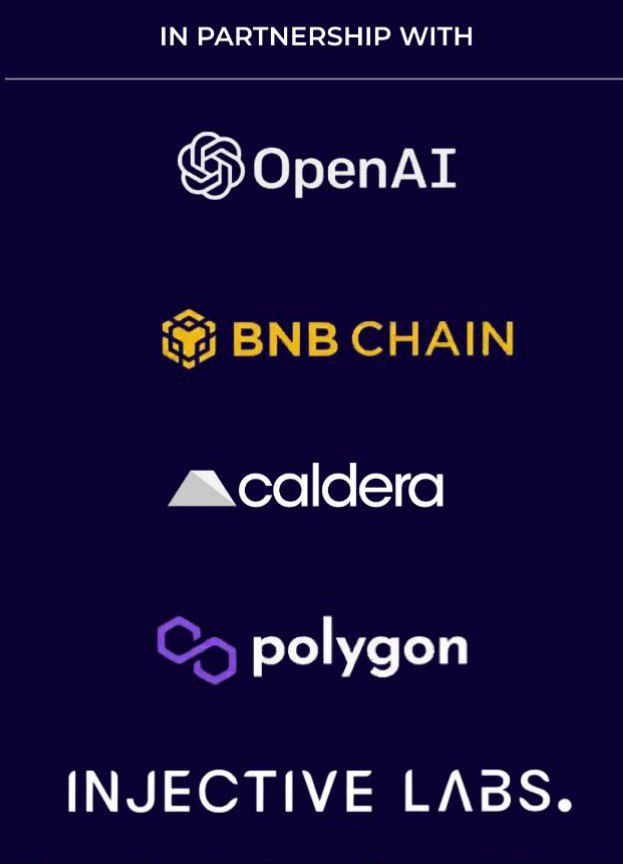 IN PARTNERSHIP WITH
OpenAI
BNB CHAIN
caldera
polygon
INJECTIVE LABS.